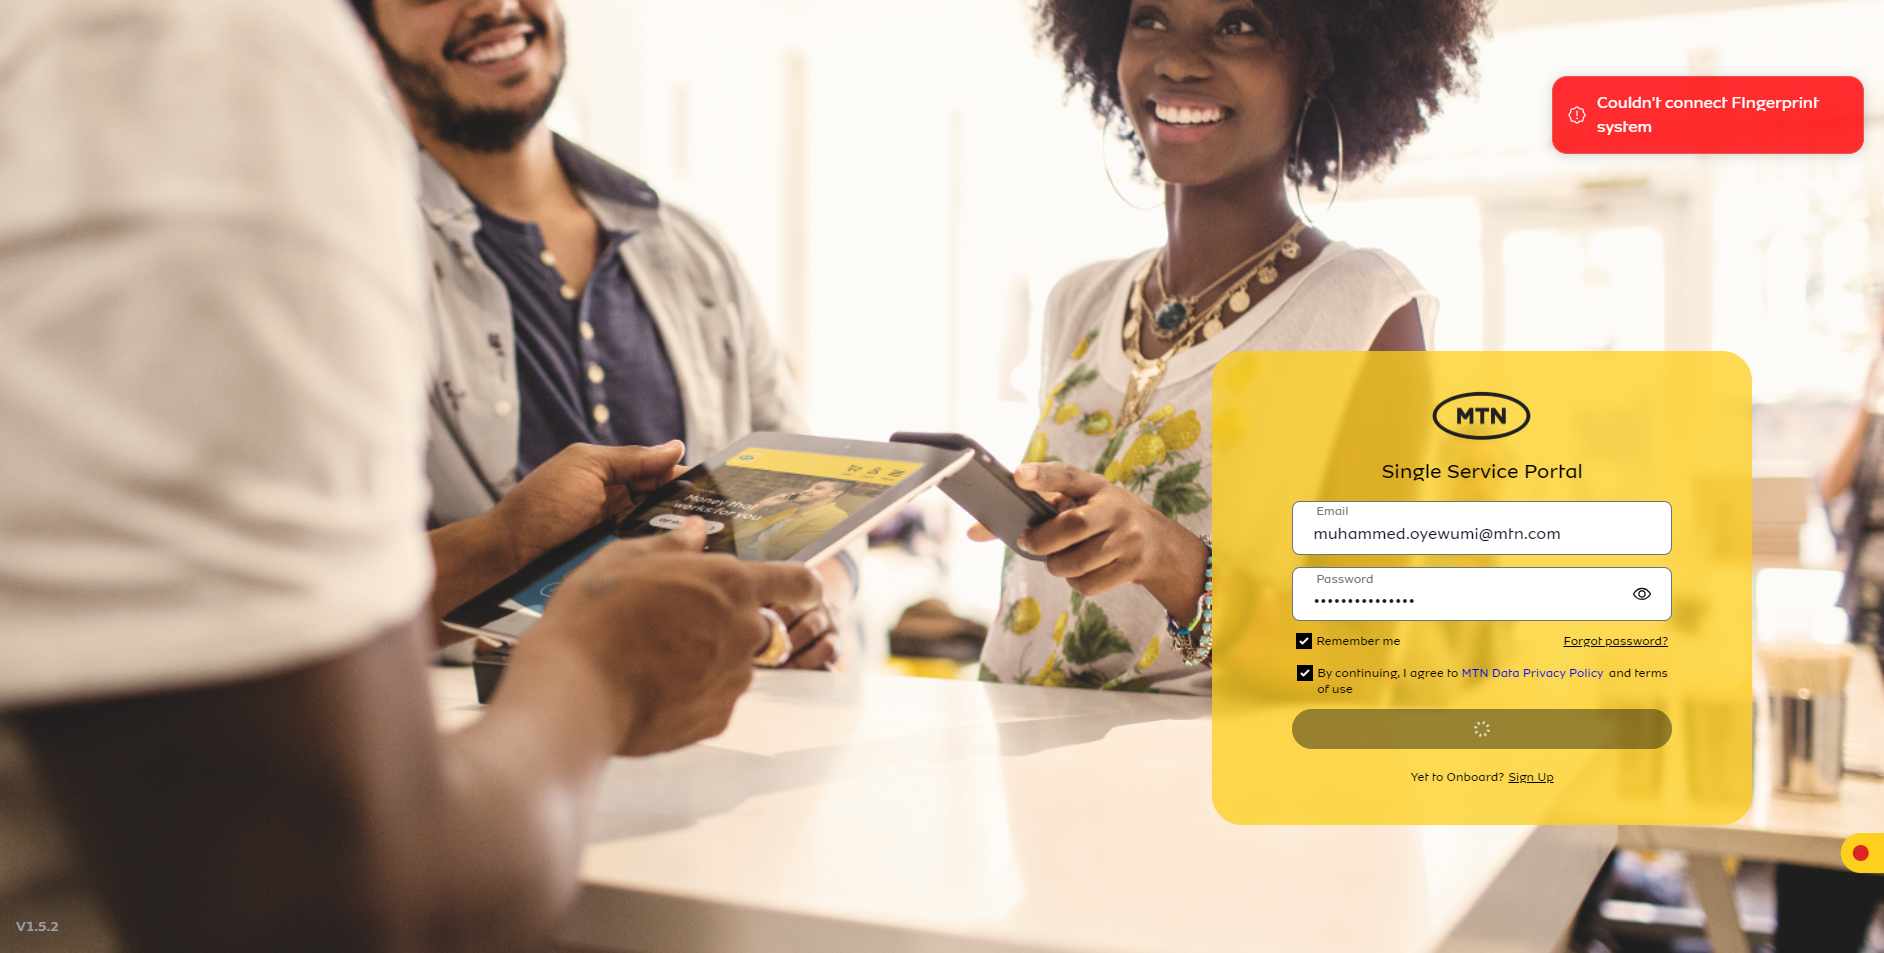 Couldn't connect FIngerprint
system
MTN
Single Service Portal
Email
muhammed.oyewumi@mtn.com
Password
•••••••••••••••
Remember me
Forgot password?
By continuing, I agree to MTN Data Privacy Policy and terms
of use
Yet to Onboard? Sign Up
Money that
works for you
V1.5.2